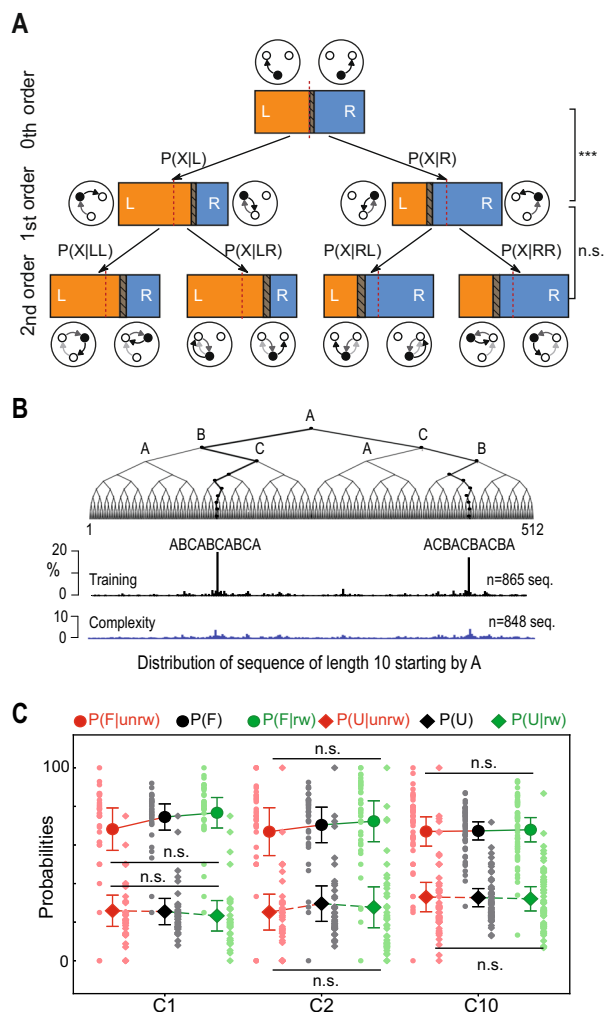 A
0th order
L R
***
P(X|L) P(X|R)
1st order
L R L R
n.s.
P(X|LL) P(X|LR) P(X|RL) P(X|RR)
2nd order
L R L R L R L R
B
A
B C
A C A B
1 512
ABCABCABCA ACBACBACBA
20
%
0
Training n=865 seq.
10
0
Complexity n=848 seq.
Distribution of sequence of length 10 starting by A
C
P(F|unrw) P(F) P(F|rw) P(U|unrw) P(U) P(U|rw)
n.s. n.s.
100
Probabilities
n.s.
n.s.
0
n.s. n.s.
C1 C2 C10